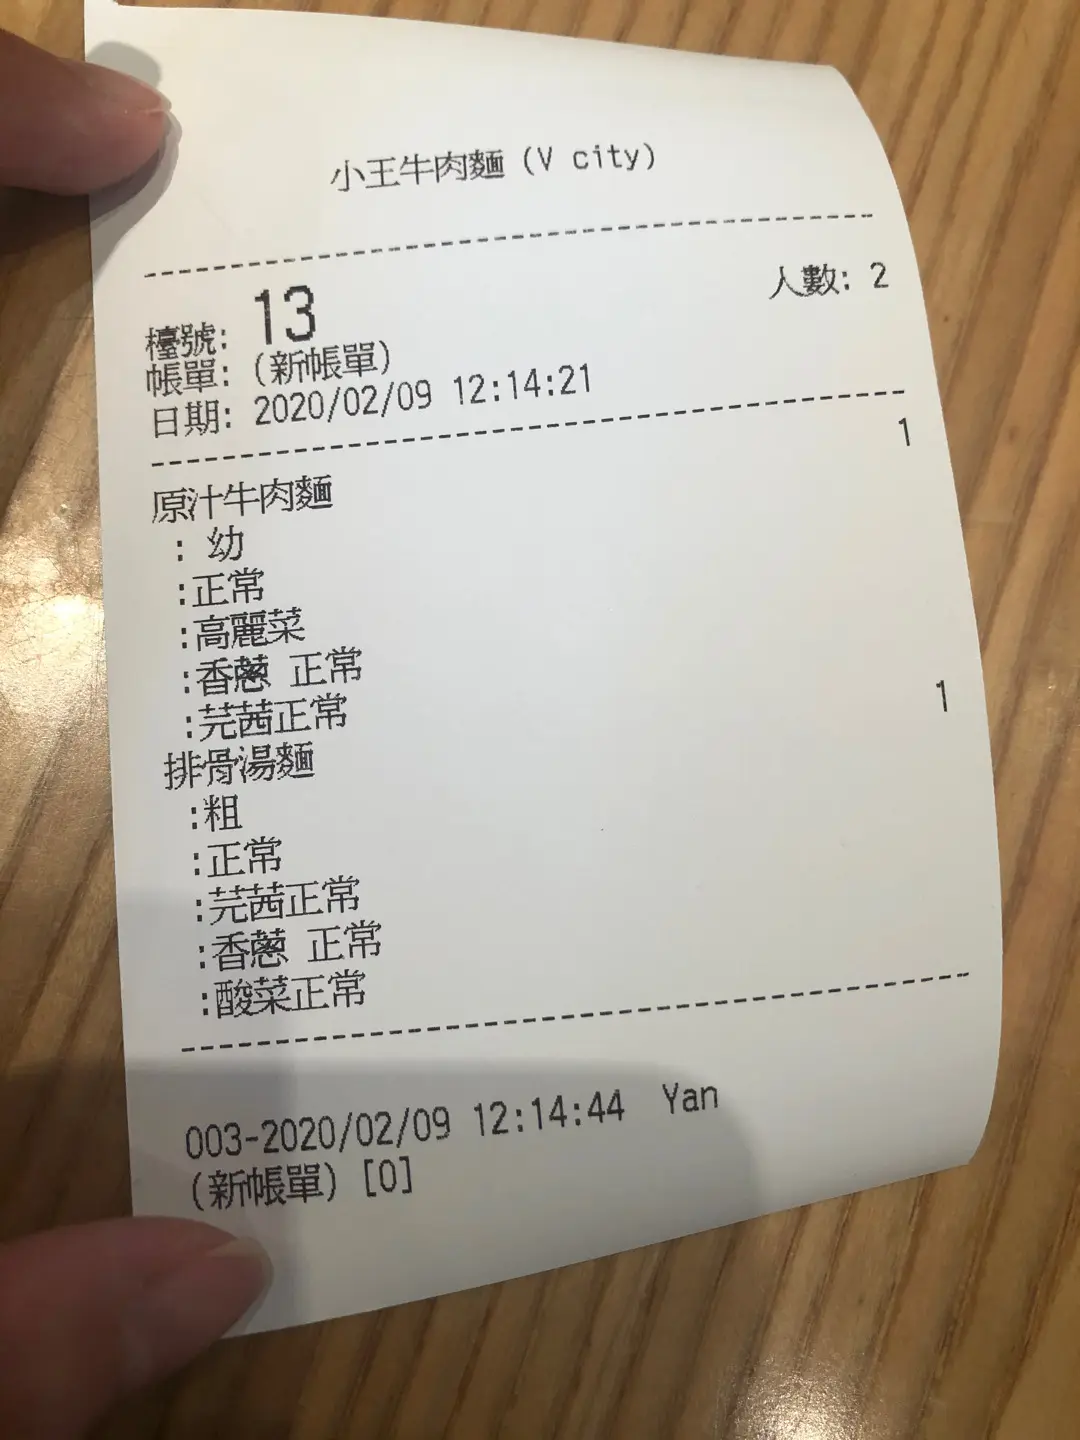 小王牛肉麵 (V city)
檯號: 13 人數: 2
帳單: (新帳單)
日期: 2020/02/09 12:14:21
原汁牛肉麵 1
: 幼
:正常
:高麗菜
:香蔥 正常
:芫茜正常
排骨湯麵 1
:粗
:正常
:芫茜正常
:香蔥 正常
:酸菜正常
003-2020/02/09 12:14:44 Yan
(新帳單) [0]